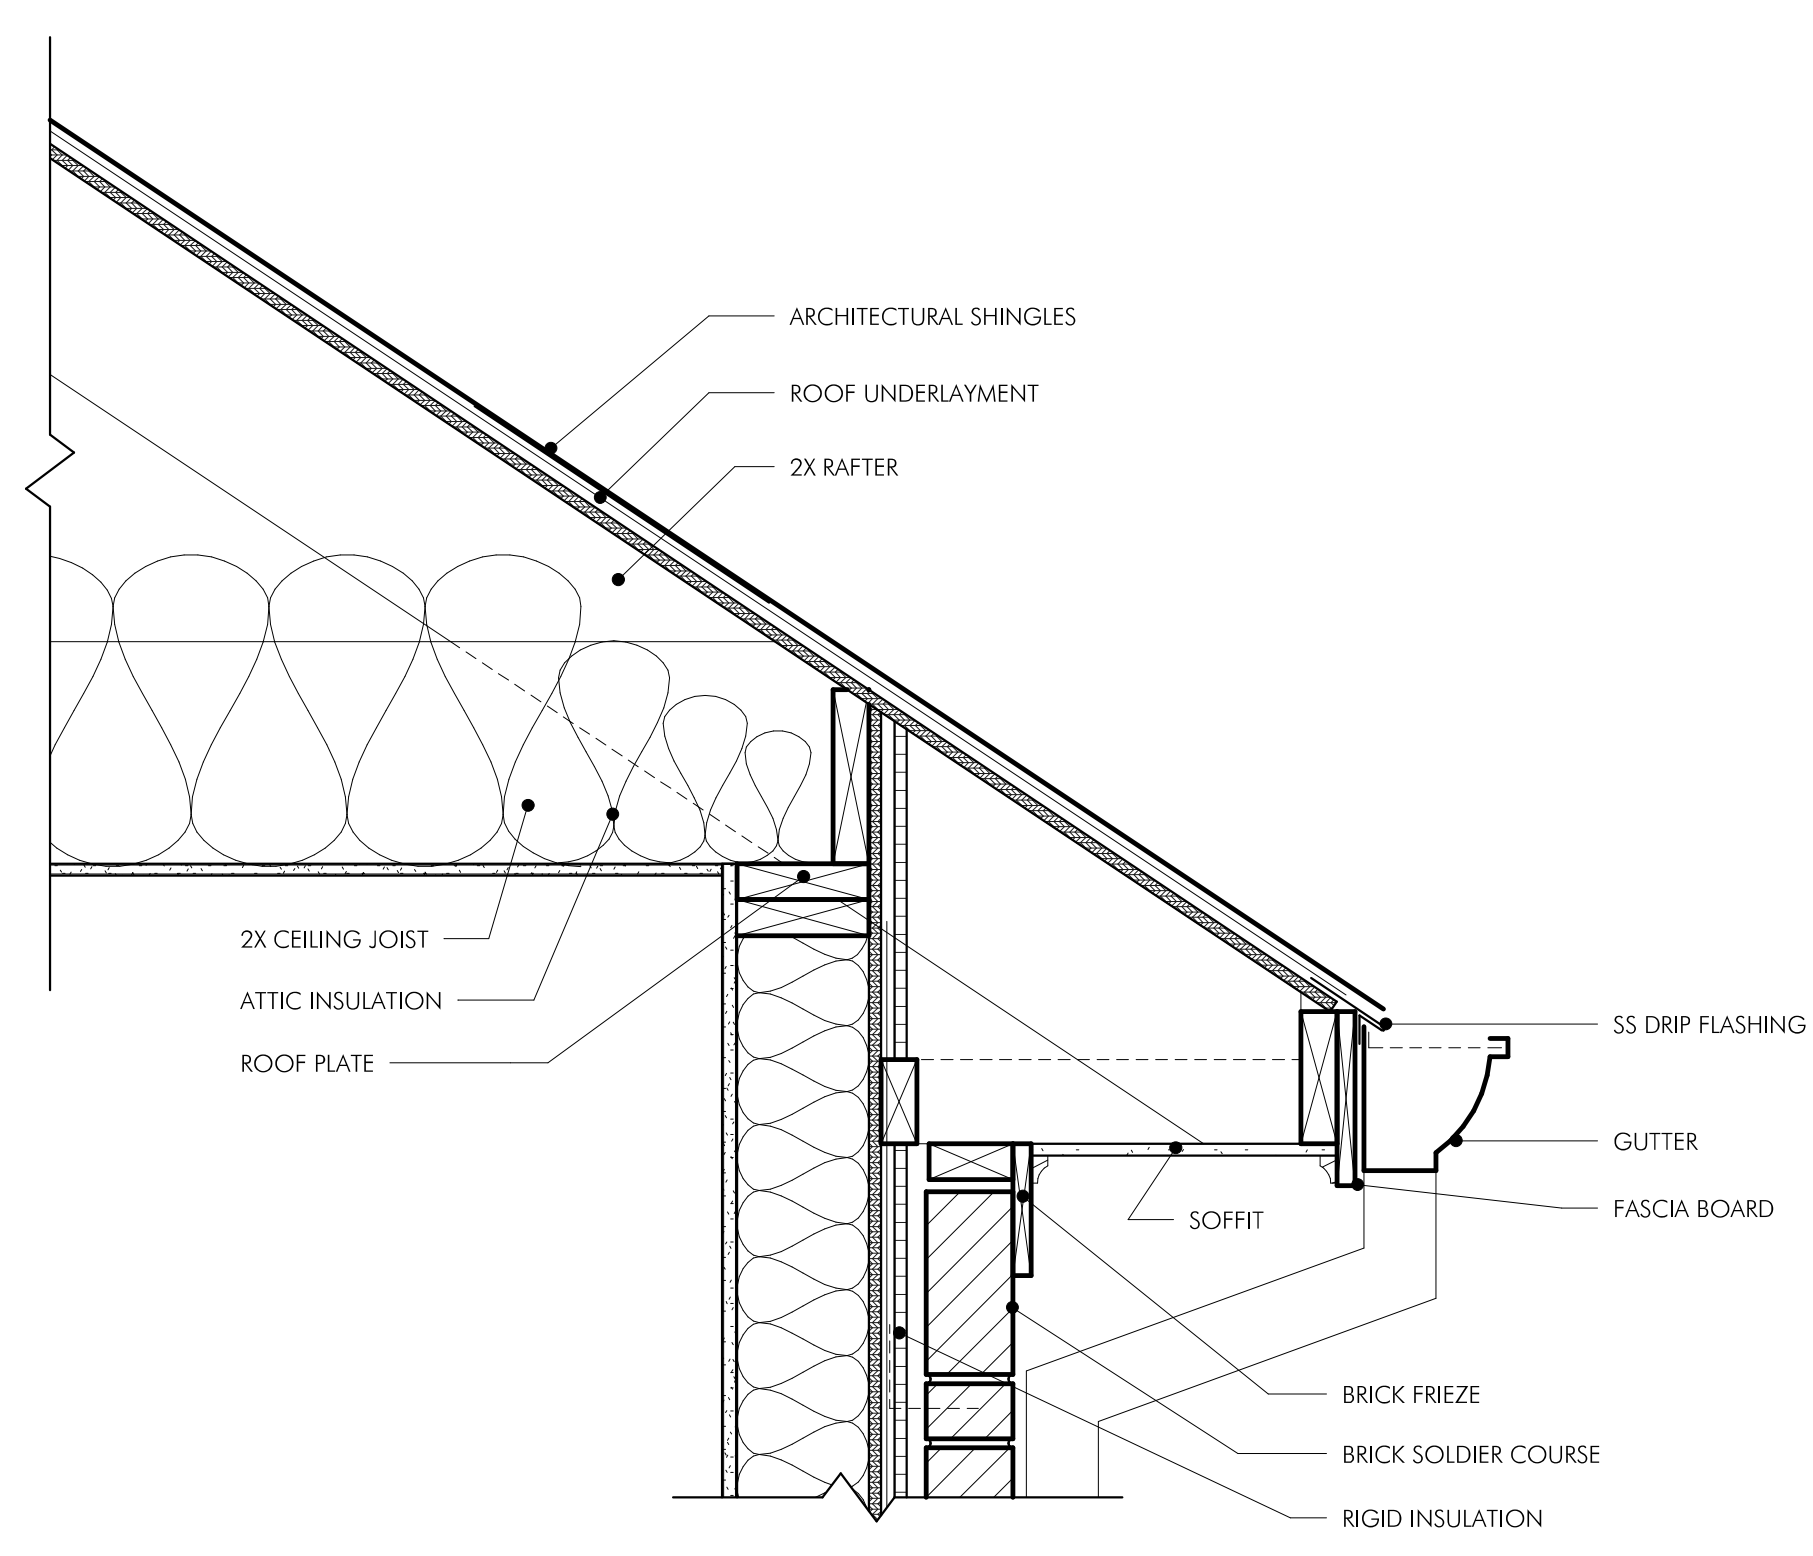 ARCHITECTURAL SHINGLES
ROOF UNDERLAYMENT
2X RAFTER
2X CEILING JOIST
ATTIC INSULATION
ROOF PLATE
SS DRIP FLASHING
GUTTER
FASCIA BOARD
SOFFIT
BRICK FRIEZE
BRICK SOLDIER COURSE
RIGID INSULATION